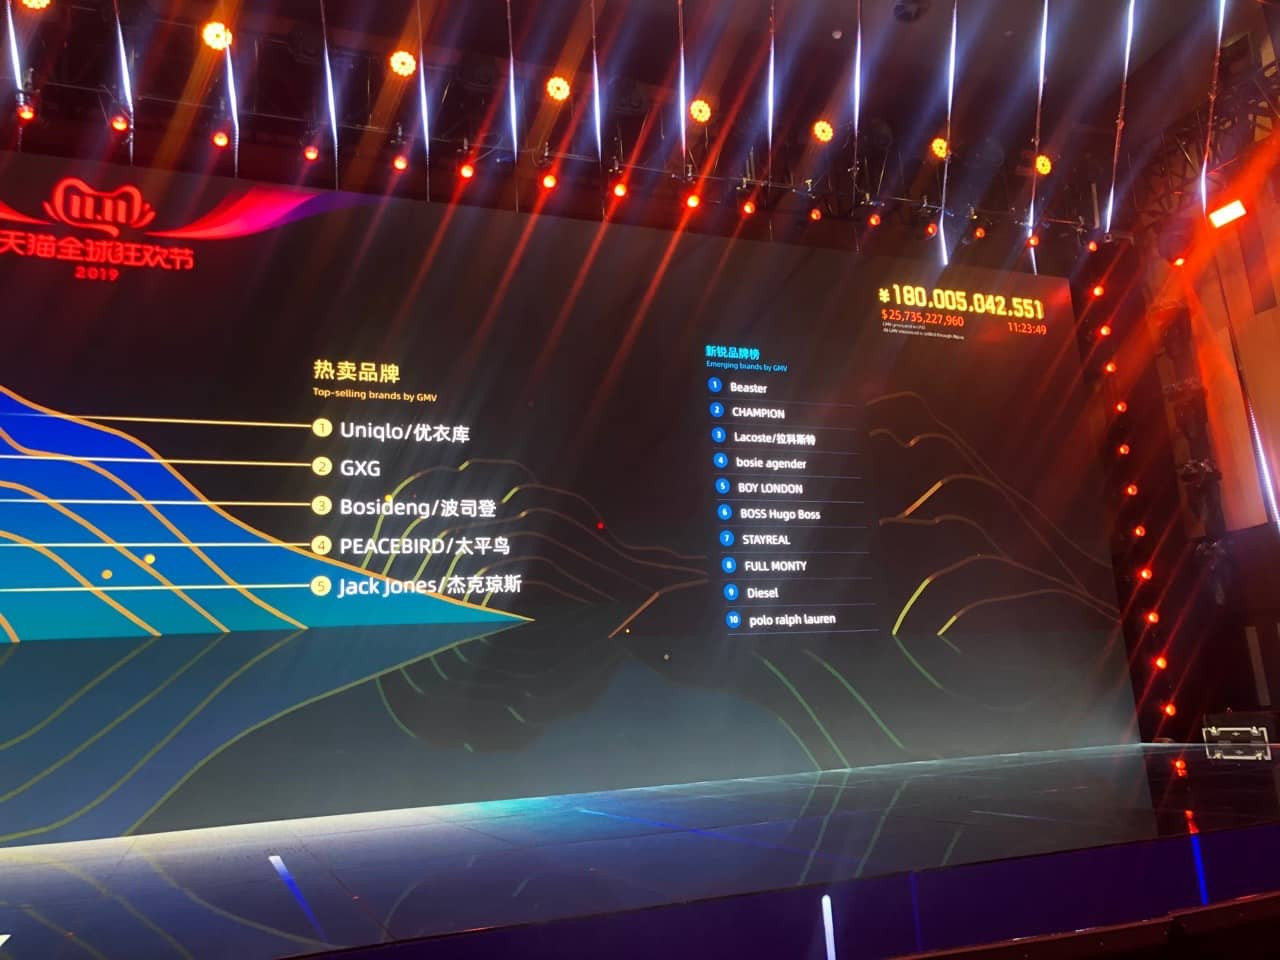 11.11
天猫全球狂欢节
2019
¥180,005,042,551
$25,735,227,960
11:23:49
热卖品牌
Top-selling brands by GMV
1 Uniqlo/优衣库
2 GXG
3 Bosideng/波司登
4 PEACEBIRD/太平鸟
5 Jack Jones/杰克琼斯
新锐品牌榜
Emerging brands by GMV
1 Beaster
2 CHAMPION
3 Lacoste/拉科斯特
4 bosie agender
5 BOY LONDON
6 BOSS Hugo Boss
7 STAYREAL
8 FULL MONTY
9 Diesel
10 polo ralph lauren